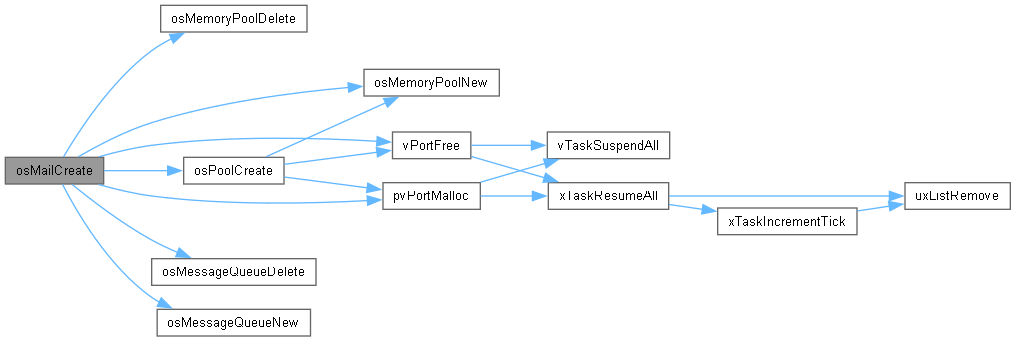 osMemoryPoolDelete
osMemoryPoolNew
vPortFree
vTaskSuspendAll
osMailCreate
osPoolCreate
pvPortMalloc
xTaskResumeAll
uxListRemove
xTaskIncrementTick
osMessageQueueDelete
osMessageQueueNew